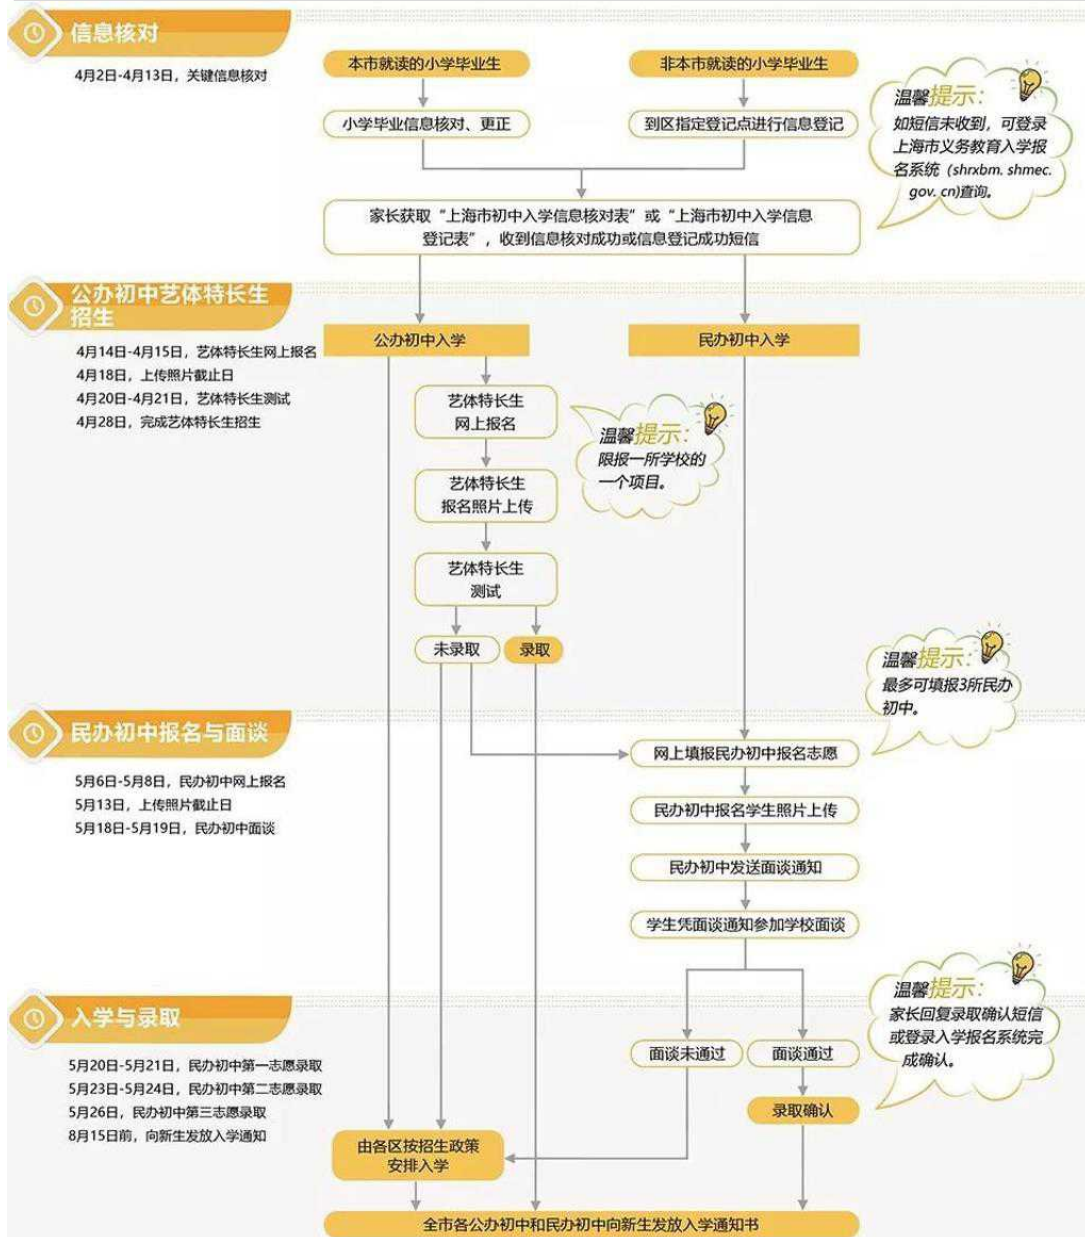 信息核对
4月2日-4月13日，关键信息核对
本市就读的小学毕业生
非本市就读的小学毕业生
小学毕业信息核对、更正
到区指定登记点进行信息登记
温馨提示：
如短信未收到，可登录
上海市义务教育入学报
名系统（shrxbm. shmec.
gov. cn)查询。
家长获取“上海市初中入学信息核对表”或“上海市初中入学信息
登记表”，收到信息核对成功或信息登记成功短信
公办初中艺体特长生
招生
4月14日-4月15日，艺体特长生网上报名
4月18日，上传照片截止日
4月20日-4月21日，艺体特长生测试
4月28日，完成艺体特长生招生
公办初中入学
民办初中入学
艺体特长生
网上报名
温馨提示：
限报一所学校的
一个项目。
艺体特长生
报名照片上传
艺体特长生
测试
未录取
录取
温馨提示：
最多可填报3所民办
初中。
民办初中报名与面谈
5月6日-5月8日，民办初中网上报名
5月13日，上传照片截止日
5月18日-5月19日，民办初中面谈
网上填报民办初中报名志愿
民办初中报名学生照片上传
民办初中发送面谈通知
学生凭面谈通知参加学校面谈
温馨提示：
家长回复录取确认短信
或登录入学报名系统完
成确认。
入学与录取
5月20日-5月21日，民办初中第一志愿录取
5月23日-5月24日，民办初中第二志愿录取
5月26日，民办初中第三志愿录取
8月15日前，向新生发放入学通知
面谈未通过
面谈通过
录取确认
由各区按招生政策
安排入学
全市各公办初中和民办初中向新生发放入学通知书